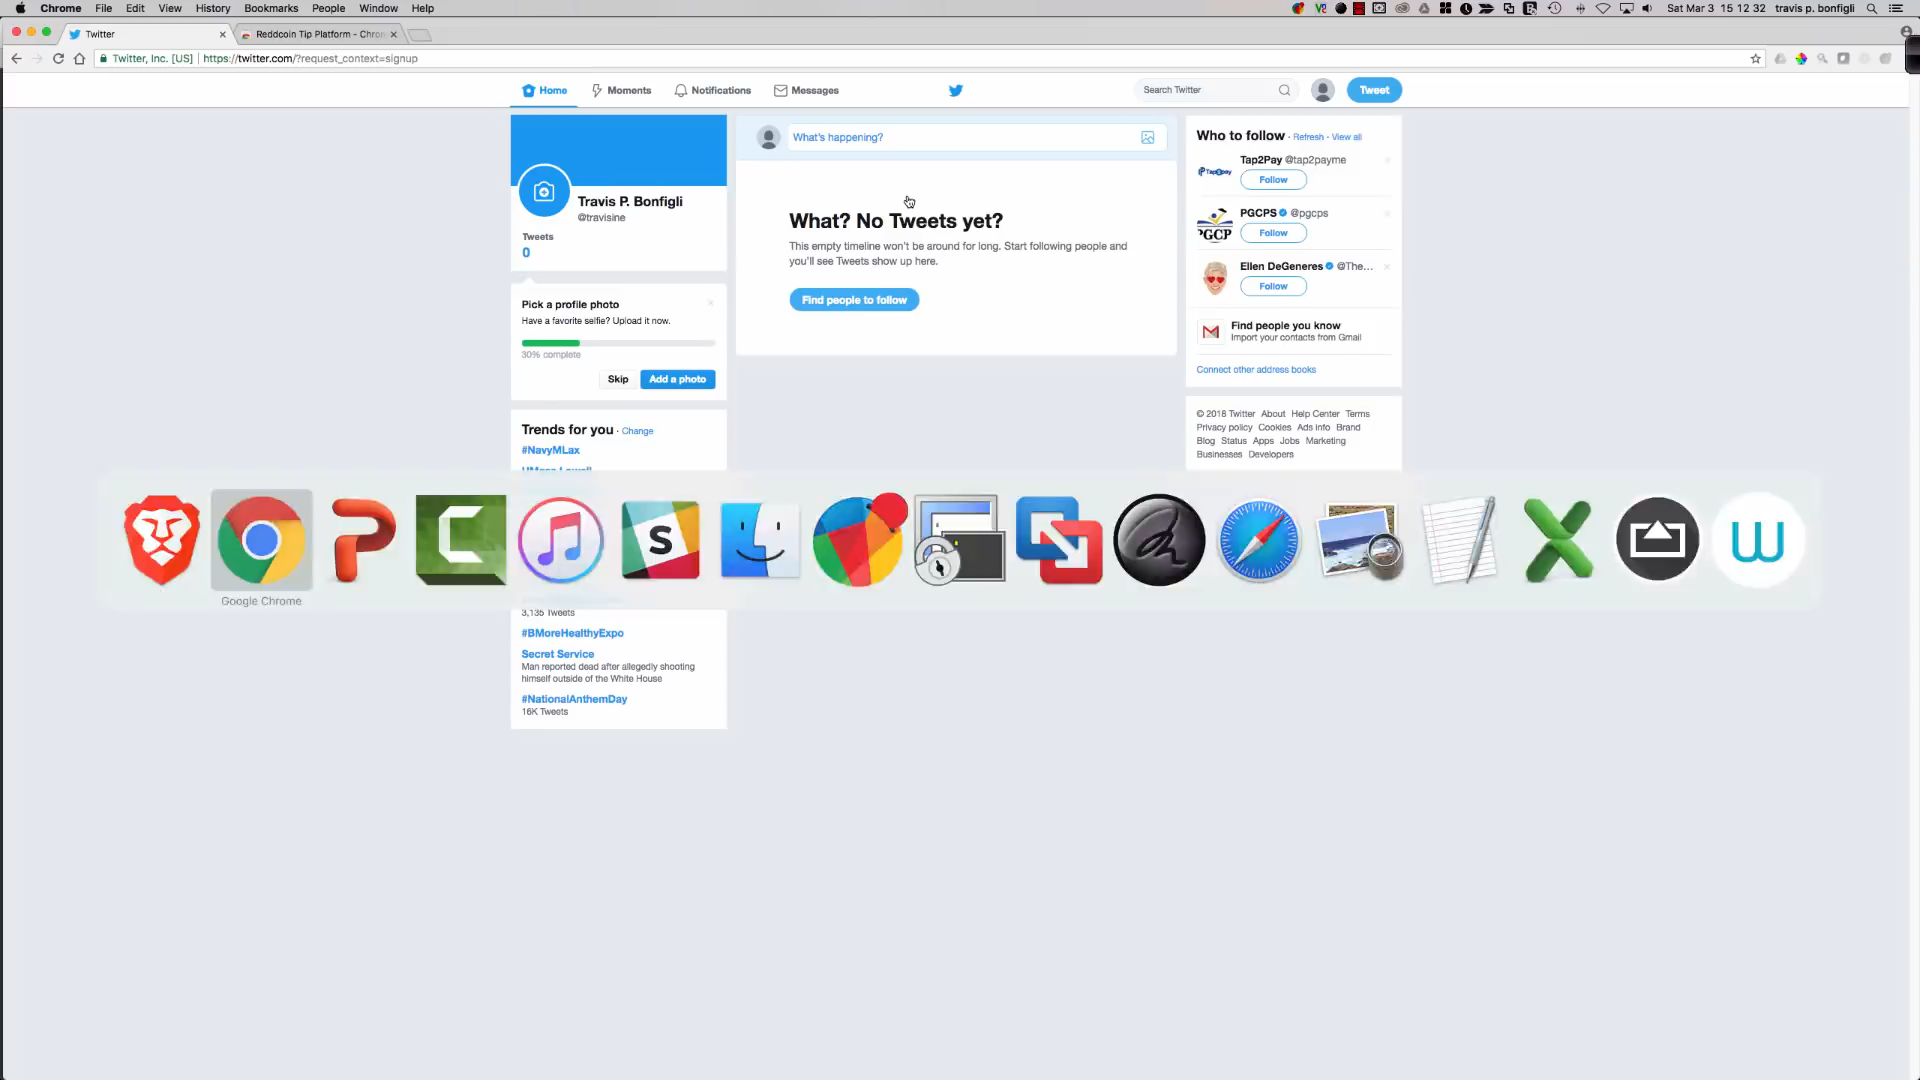 Chrome File Edit View History Bookmarks People Window Help
Sat Mar 3 15 12 32 travis p. bonfigli
Twitter
Reddcoin Tip Platform - Chron
Twitter, Inc. [US] https://twitter.com/?request_context=signup
Home Moments Notifications Messages
Search Twitter
Tweet
Travis P. Bonfigli
@travisine
Tweets
0
Pick a profile photo
Have a favorite selfie? Upload it now.
30% complete
Skip Add a photo
Trends for you · Change
#NavyMLax
3,135 Tweets
#BMoreHealthyExpo
Secret Service
Man reported dead after allegedly shooting
himself outside of the White House
#NationalAnthemDay
16K Tweets
What's happening?
What? No Tweets yet?
This empty timeline won't be around for long. Start following people and
you'll see Tweets show up here.
Find people to follow
Who to follow · Refresh · View all
Tap2Pay @tap2payme
Follow
PGCPS @pgcps
PGCP
Follow
Ellen DeGeneres @The...
Follow
Find people you know
Import your contacts from Gmail
Connect other address books
© 2018 Twitter About Help Center Terms
Privacy policy Cookies Ads info Brand
Blog Status Apps Jobs Marketing
Businesses Developers
Google Chrome